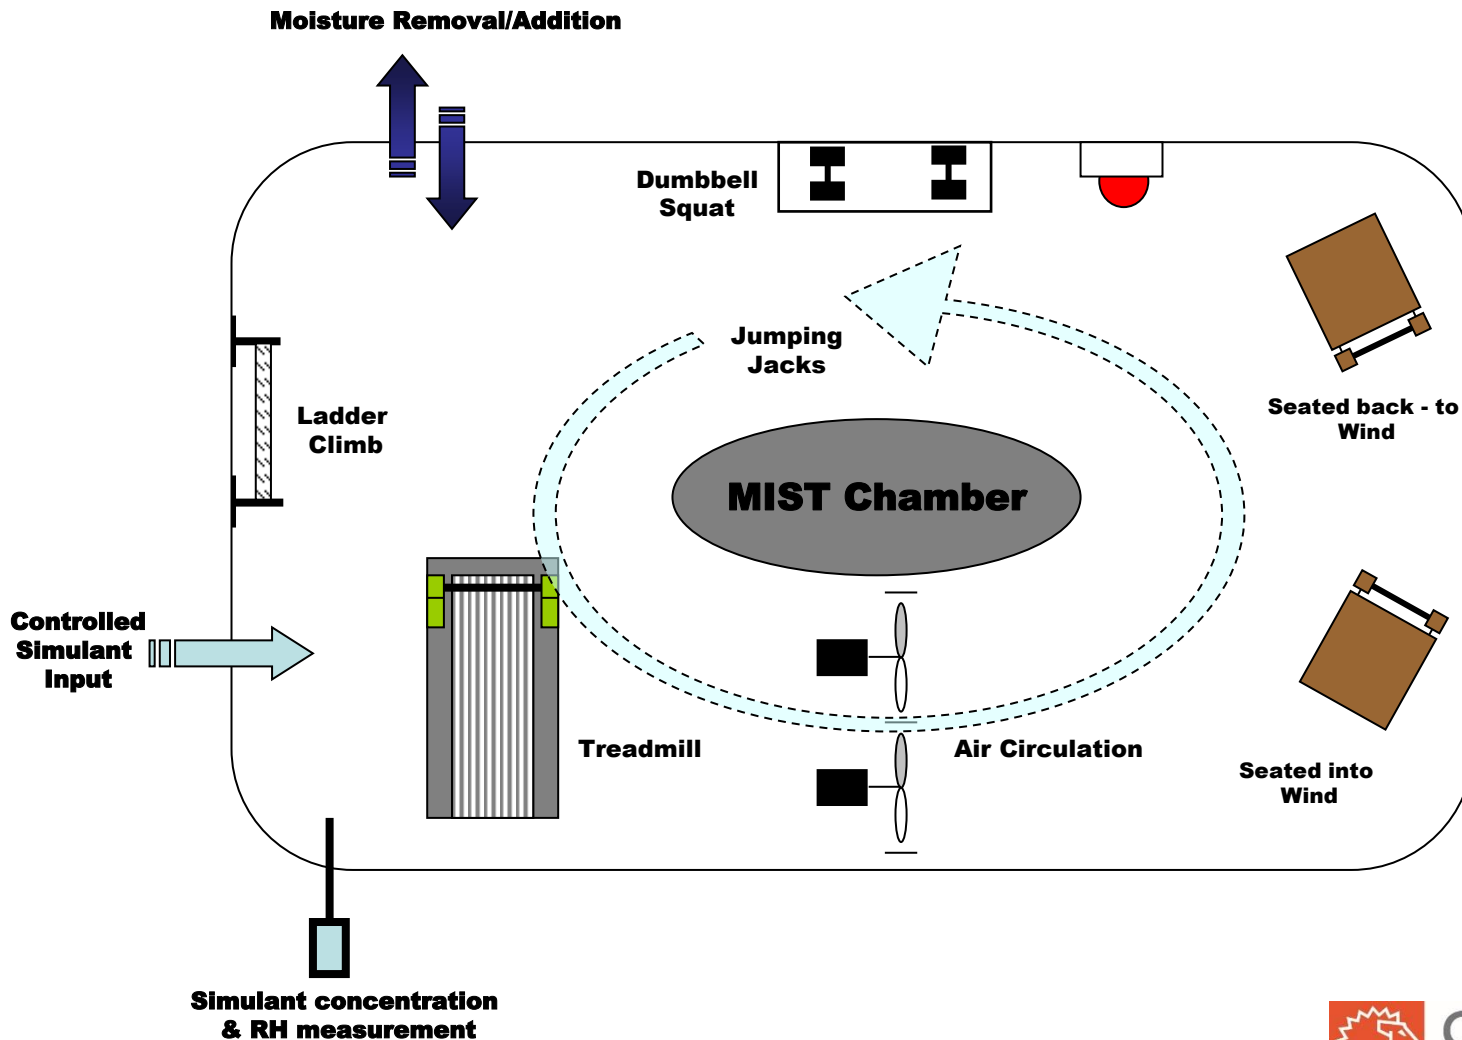 Moisture Removal/Addition
Dumbbell
Squat
Jumping
Jacks
Ladder
Climb
Seated back - to
Wind
MIST Chamber
Controlled
Simulant
Input
Treadmill
Air Circulation
Seated into
Wind
Simulant concentration
& RH measurement